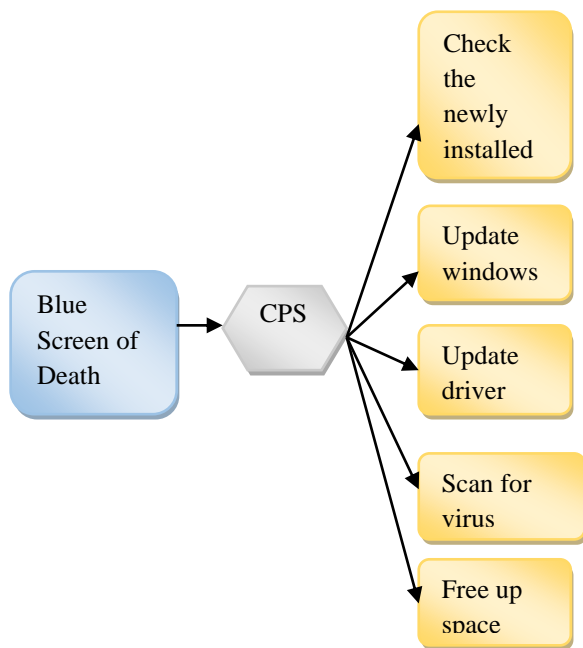 Check
the
newly
installed
Update
windows
Blue
Screen of
Death
CPS
Update
driver
Scan for
virus
Free up
space